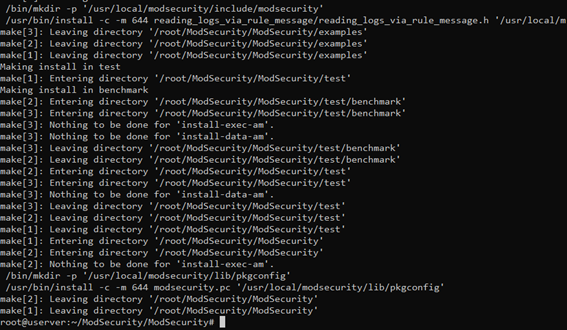 /bin/mkdir -p '/usr/local/modsecurity/include/modsecurity'
/usr/bin/install -c -m 644 reading_logs_via_rule_message/reading_logs_via_rule_message.h '/usr/local/m
make[3]: Leaving directory '/root/ModSecurity/ModSecurity/examples'
make[2]: Leaving directory '/root/ModSecurity/ModSecurity/examples'
make[1]: Leaving directory '/root/ModSecurity/ModSecurity/examples'
Making install in test
make[1]: Entering directory '/root/ModSecurity/ModSecurity/test'
Making install in benchmark
make[2]: Entering directory '/root/ModSecurity/ModSecurity/test/benchmark'
make[3]: Entering directory '/root/ModSecurity/ModSecurity/test/benchmark'
make[3]: Nothing to be done for 'install-exec-am'.
make[3]: Nothing to be done for 'install-data-am'.
make[3]: Leaving directory '/root/ModSecurity/ModSecurity/test/benchmark'
make[2]: Leaving directory '/root/ModSecurity/ModSecurity/test/benchmark'
make[2]: Entering directory '/root/ModSecurity/ModSecurity/test'
make[3]: Entering directory '/root/ModSecurity/ModSecurity/test'
make[3]: Nothing to be done for 'install-data-am'.
make[3]: Leaving directory '/root/ModSecurity/ModSecurity/test'
make[2]: Leaving directory '/root/ModSecurity/ModSecurity/test'
make[1]: Leaving directory '/root/ModSecurity/ModSecurity/test'
make[1]: Entering directory '/root/ModSecurity/ModSecurity'
make[2]: Entering directory '/root/ModSecurity/ModSecurity'
make[2]: Nothing to be done for 'install-exec-am'.
/bin/mkdir -p '/usr/local/modsecurity/lib/pkgconfig'
/usr/bin/install -c -m 644 modsecurity.pc '/usr/local/modsecurity/lib/pkgconfig'
make[2]: Leaving directory '/root/ModSecurity/ModSecurity'
make[1]: Leaving directory '/root/ModSecurity/ModSecurity'
root@userver:~/ModSecurity/ModSecurity#